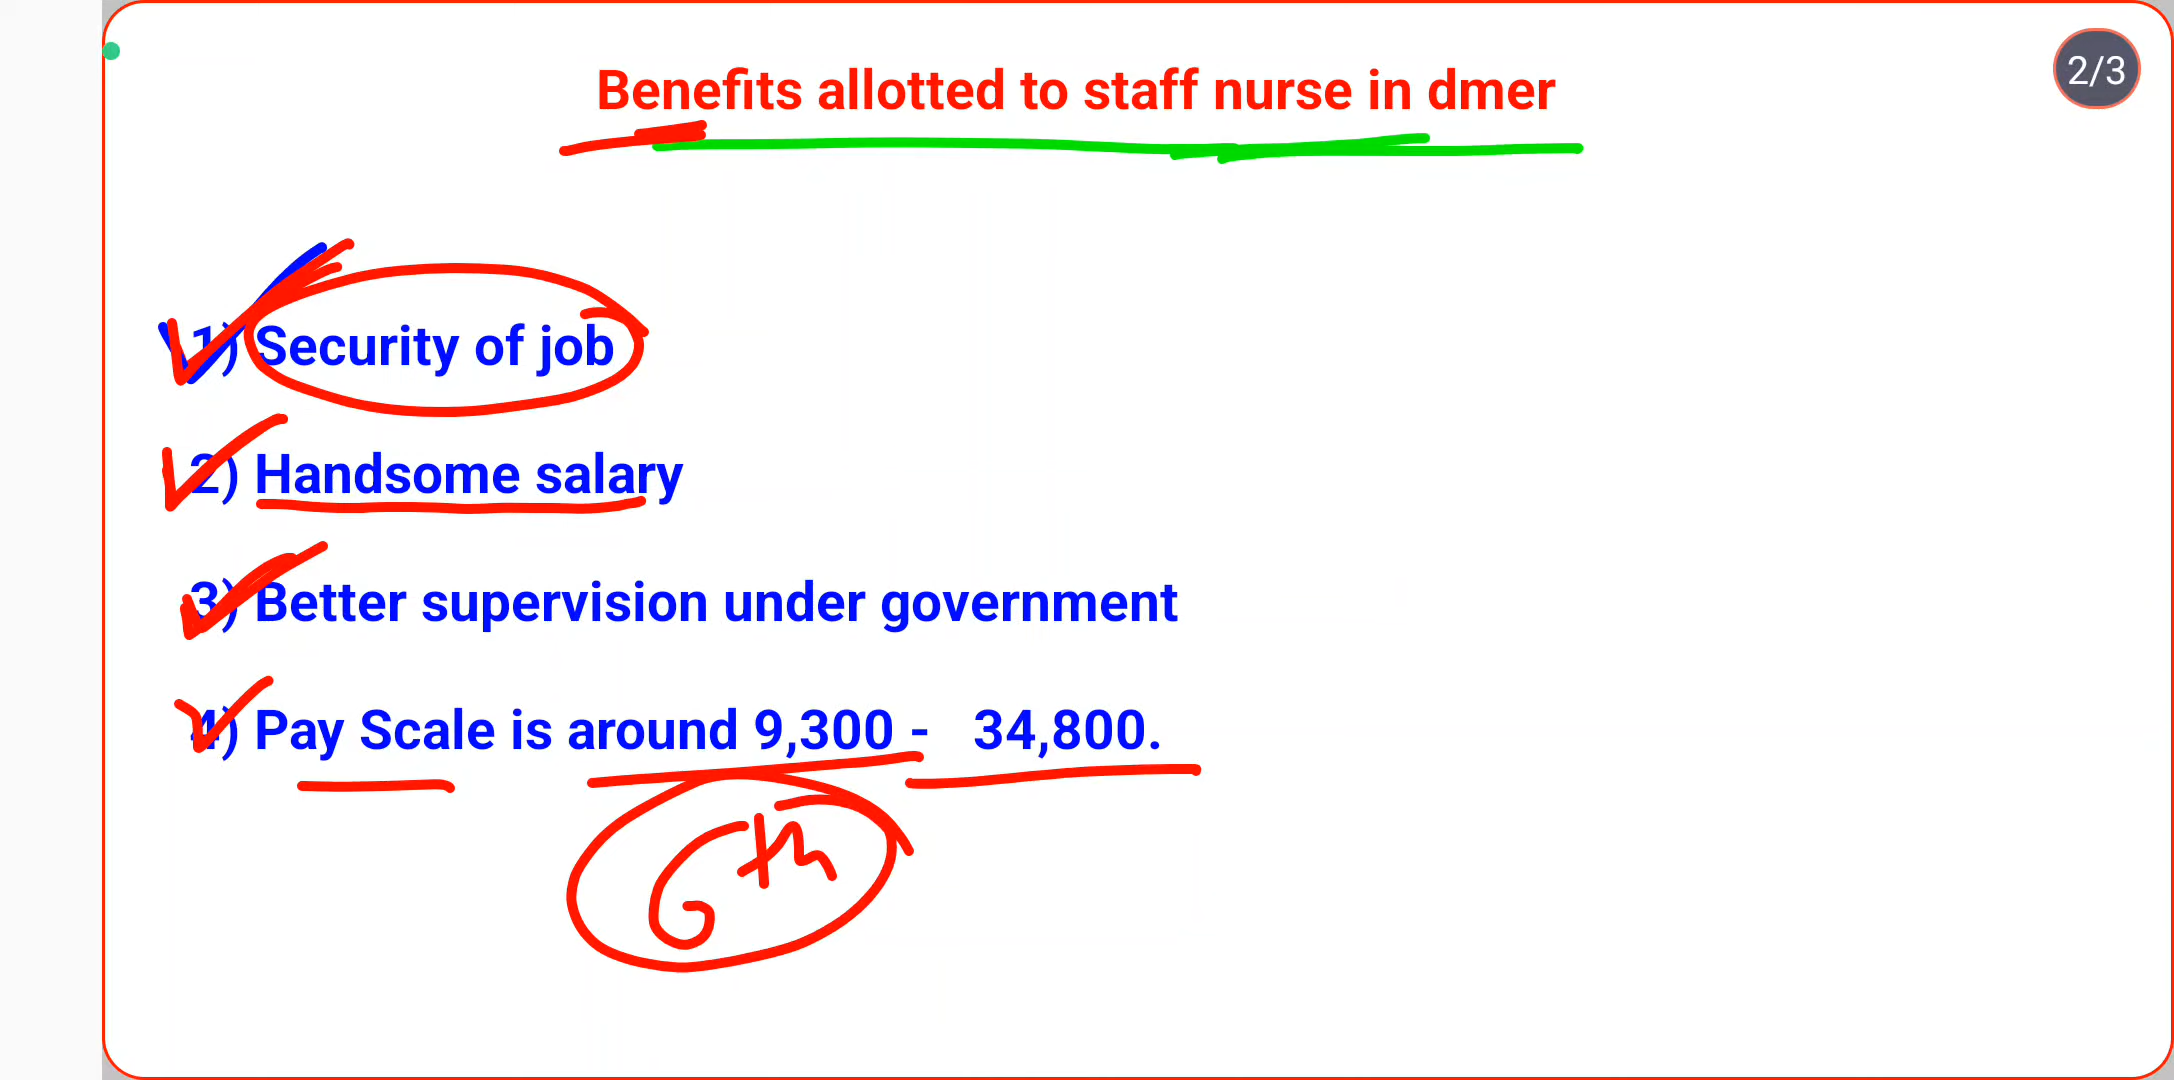 Benefits allotted to staff nurse in dmer
2/3
1) Security of job
2) Handsome salary
3) Better supervision under government
4) Pay Scale is around 9,300 - 34,800.
6th